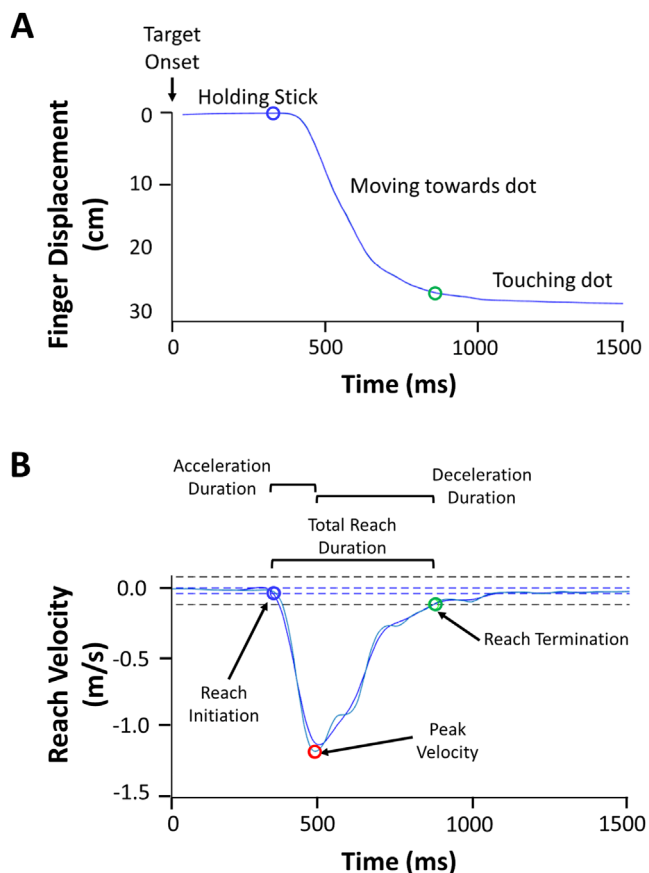 A
Target
Onset
Holding Stick
0
10
Moving towards dot
20
Touching dot
30
Finger Displacement
(cm)
0
500
1000
1500
Time (ms)
B
Acceleration
Duration
Deceleration
Duration
Total Reach
Duration
0.0
Reach Termination
-0.5
Reach
Initiation
-1.0
Peak
Velocity
-1.5
Reach Velocity
(m/s)
0
500
1000
1500
Time (ms)